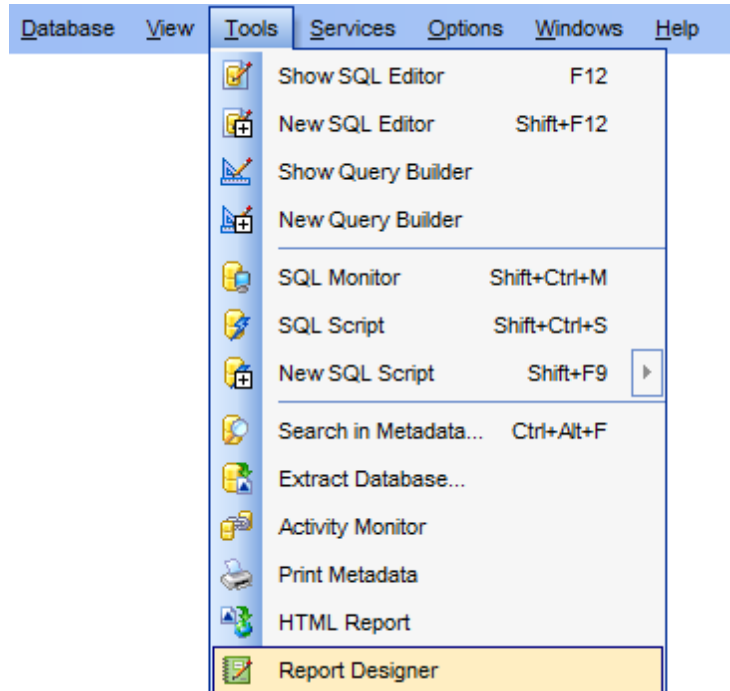 Database View Tools Services Options Windows Help
Show SQL Editor F12
New SQL Editor Shift+F12
Show Query Builder
New Query Builder
SQL Monitor Shift+Ctrl+M
SQL Script Shift+Ctrl+S
New SQL Script Shift+F9
Search in Metadata... Ctrl+Alt+F
Extract Database...
Activity Monitor
Print Metadata
HTML Report
Report Designer